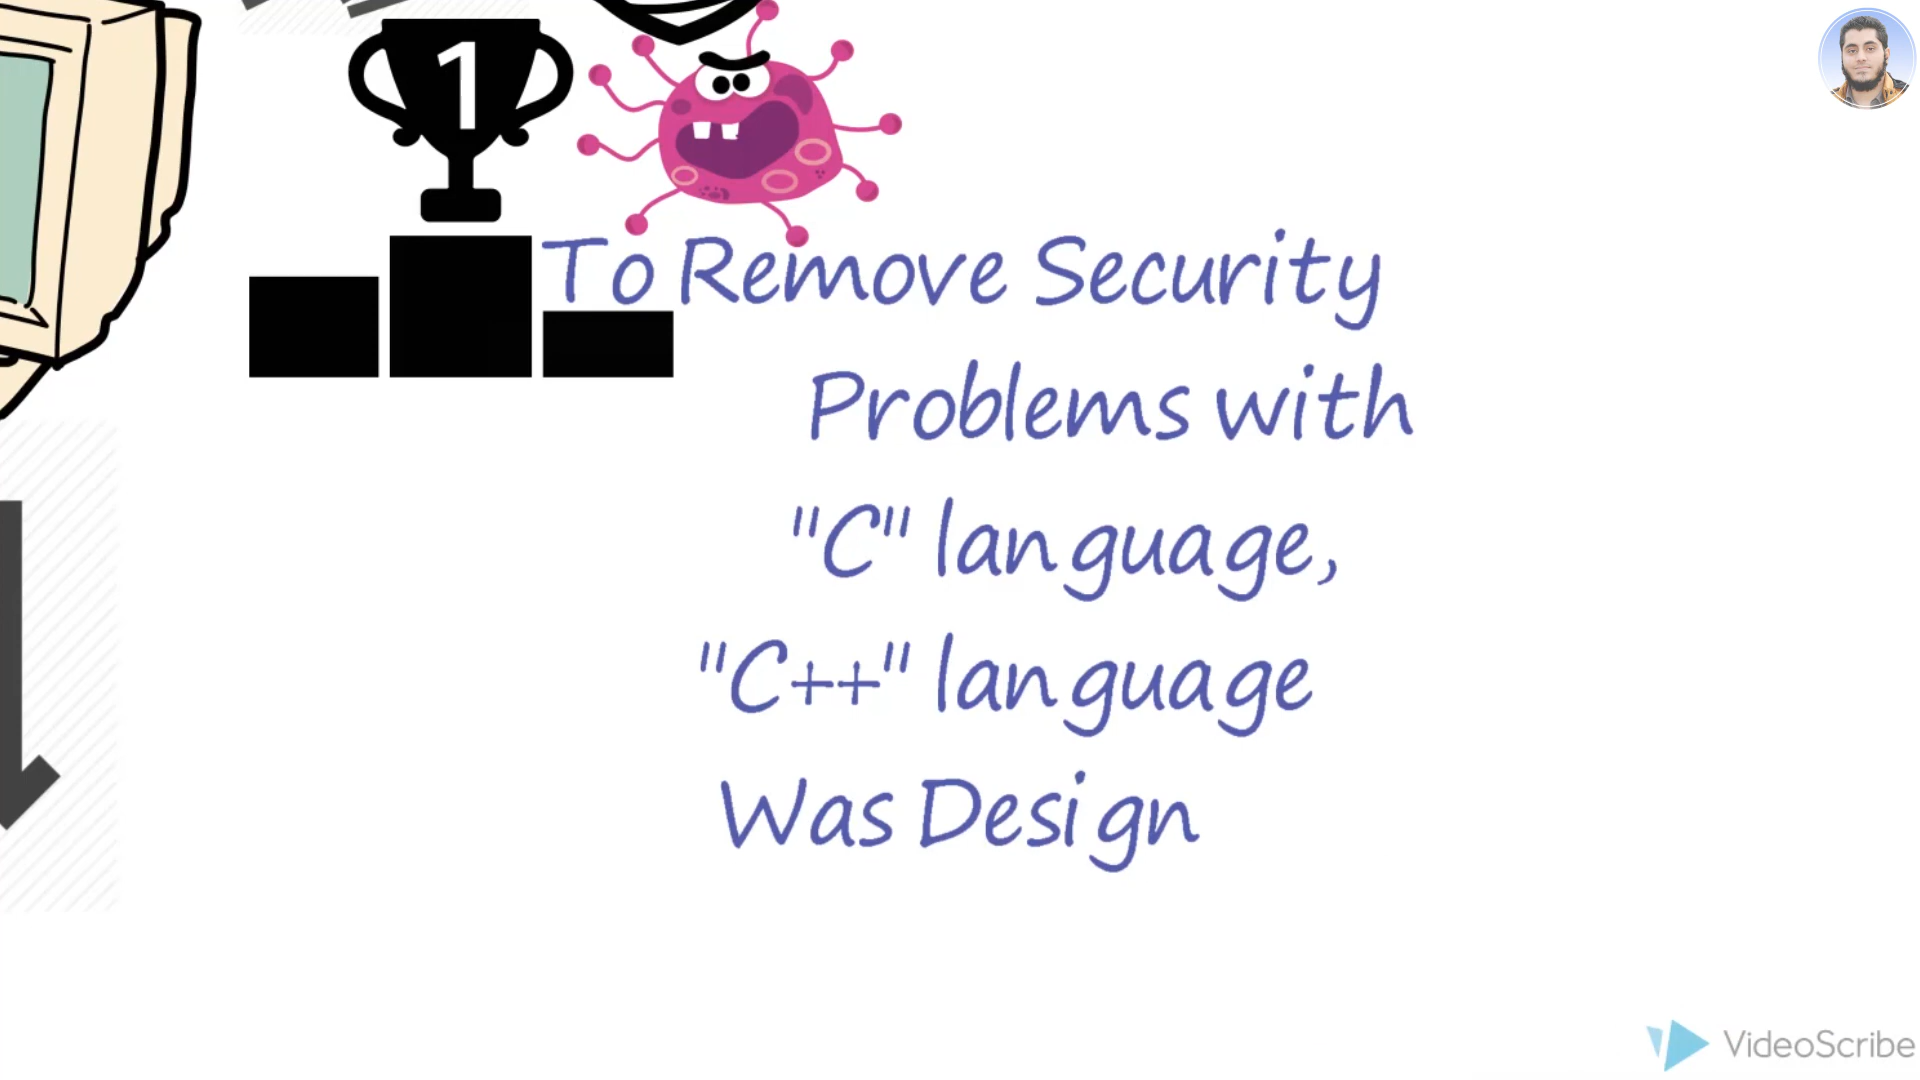 1
To Remove Security
Problems with
"C" language,
"C++" language
Was Design
VideoScribe